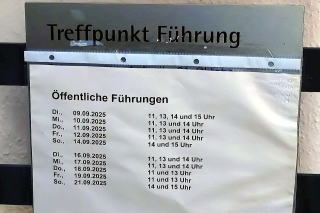 Treffpunkt Führung
Öffentliche Führungen
Di., 09.09.2025 11, 13, 14 und 15 Uhr
Mi., 10.09.2025 11, 13 und 14 Uhr
Do., 11.09.2025 11, 13 und 14 Uhr
Fr., 12.09.2025 11, 13 und 14 Uhr
So., 14.09.2025 14 und 15 Uhr
Di., 16.09.2025 11, 13 und 14 Uhr
Mi., 17.09.2025 11, 13 und 14 Uhr
Do., 18.09.2025 11, 13 und 14 Uhr
Fr., 19.09.2025 11 und 13 Uhr
So., 21.09.2025 14 und 15 Uhr